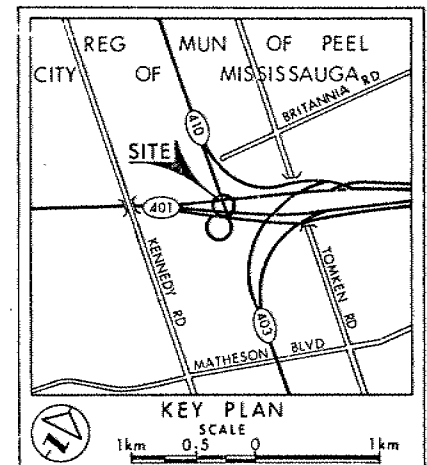 REG MUN OF PEEL
CITY OF MISSISSAUGA
BRITANNIA RD
410
SITE
401
KENNEDY RD
TOMKEN RD
403
MATHESON BLVD
KEY PLAN
SCALE
1km 0.5 0 1km